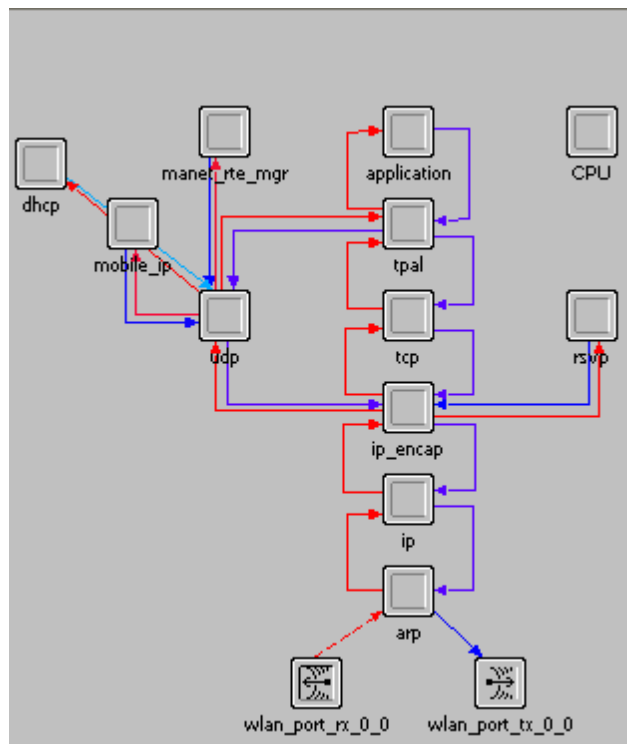 manet_rte_mgr
application
CPU
dhcp
mobile_ip
tpal
udp
tcp
rsvp
ip_encap
ip
arp
wlan_port_rx_0_0
wlan_port_tx_0_0